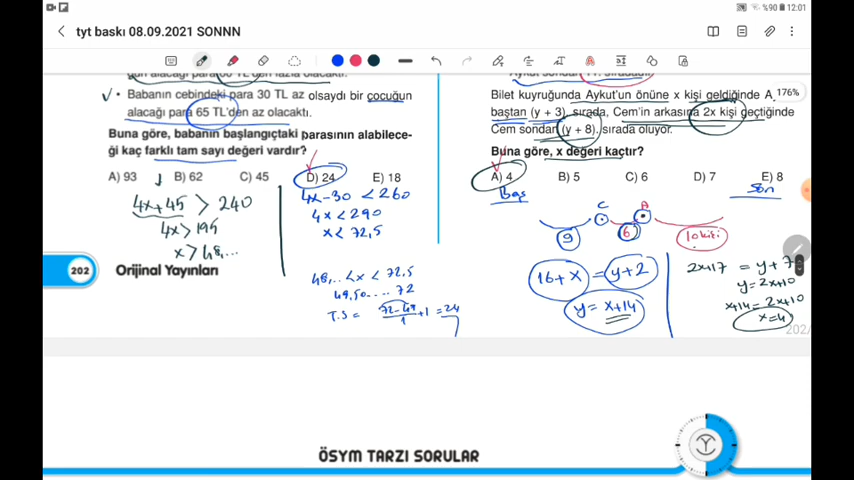 %90 12:01
tyt baskı 08.09.2021 SONNN
176%
• Babanın cebindeki para 30 TL az olsaydı bir çocuğun
alacağı para 65 TL'den az olacaktı.
Buna göre, babanın başlangıçtaki parasının alabilece-
ği kaç farklı tam sayı değeri vardır?
A) 93 B) 62 C) 45 D) 24 E) 18
4x+45 > 240
4x > 195
x > 48,...
4x-30 < 260
4x < 290
x < 72,5
48,... < x < 72,5
49,50.... 72
T.S = 72-49/1 +1 = 24
202 Orijinal Yayınları
Bilet kuyruğunda Aykut'un önüne x kişi geldiğinde A
baştan (y + 3). sırada, Cem'in arkasına 2x kişi geçtiğinde
Cem sondan (y + 8). sırada oluyor.
Buna göre, x değeri kaçtır?
A) 4 B) 5 C) 6 D) 7 E) 8
Baş Son
C A
9 6 10 kişi
16+x = y+2
y = x+14
2x+17 = y+7
y = 2x+10
x+14 = 2x+10
x=4
202/
ÖSYM TARZI SORULAR